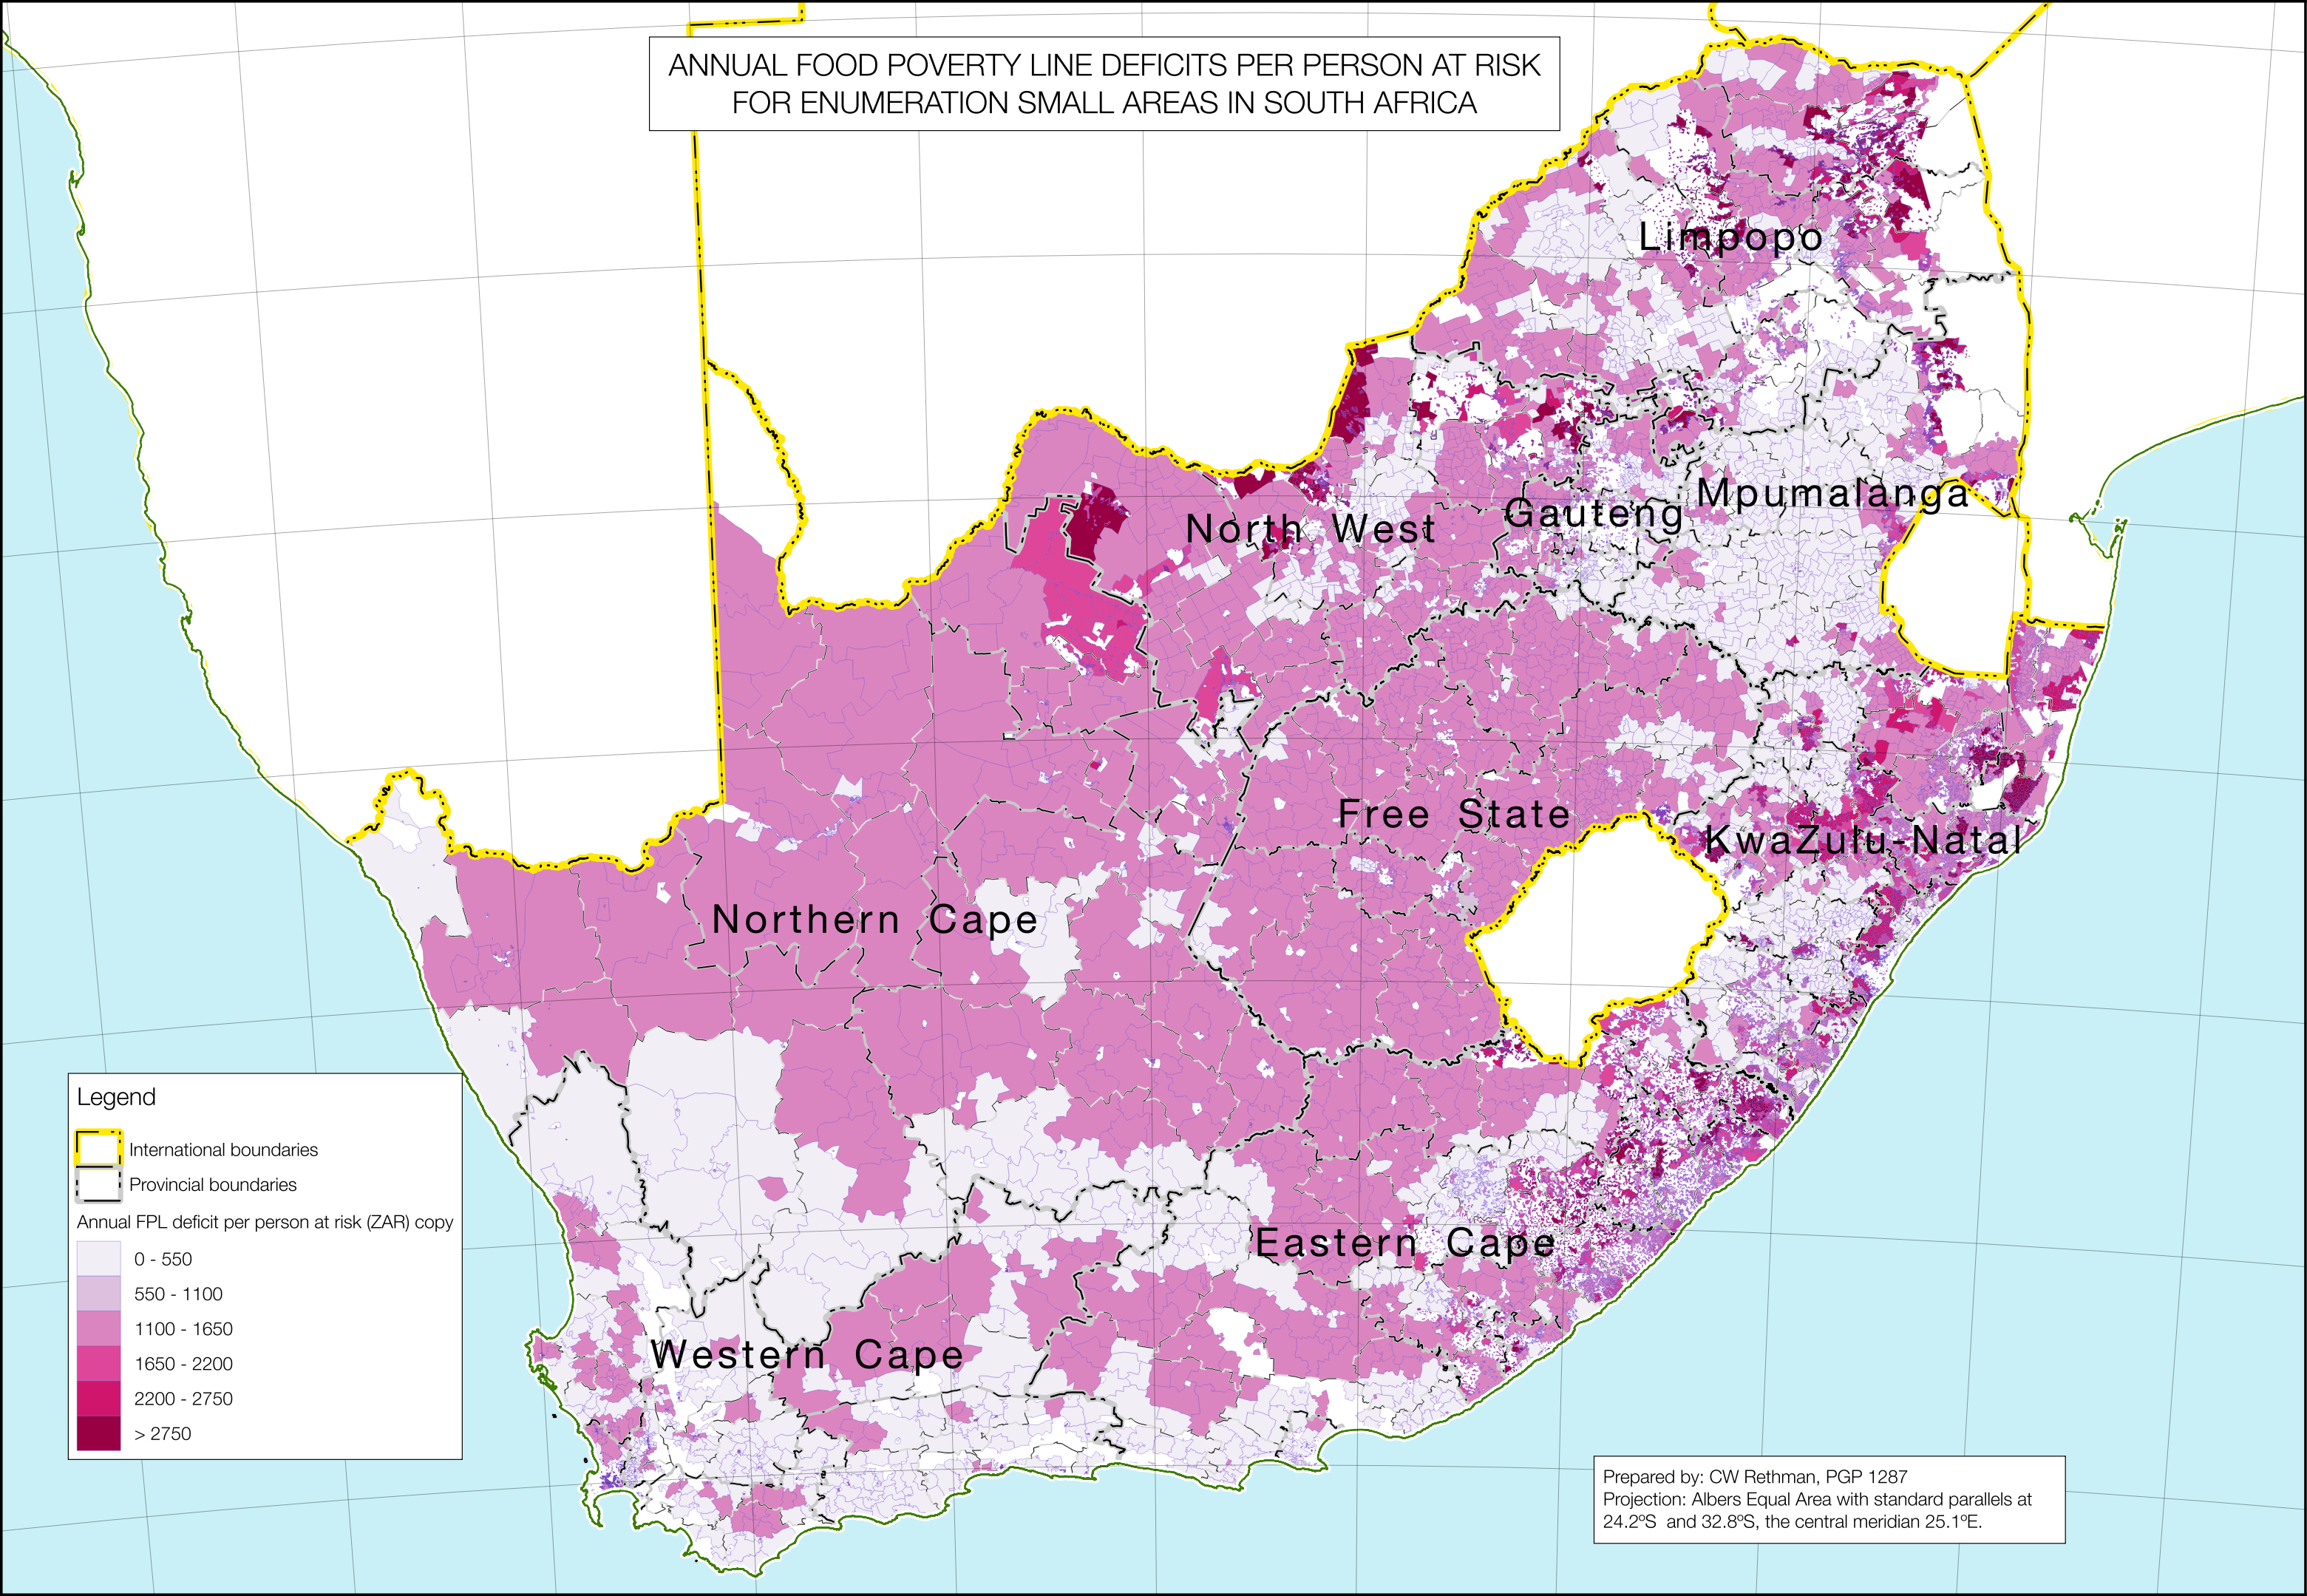 ANNUAL FOOD POVERTY LINE DEFICITS PER PERSON AT RISK
FOR ENUMERATION SMALL AREAS IN SOUTH AFRICA
Limpopo
Mpumalanga
Gauteng
North West
Free State
KwaZulu-Natal
Northern Cape
Eastern Cape
Western Cape
Legend
International boundaries
Provincial boundaries
Annual FPL deficit per person at risk (ZAR) copy
0 - 550
550 - 1100
1100 - 1650
1650 - 2200
2200 - 2750
> 2750
Prepared by: CW Rethman, PGP 1287
Projection: Albers Equal Area with standard parallels at
24.2ºS and 32.8ºS, the central meridian 25.1ºE.